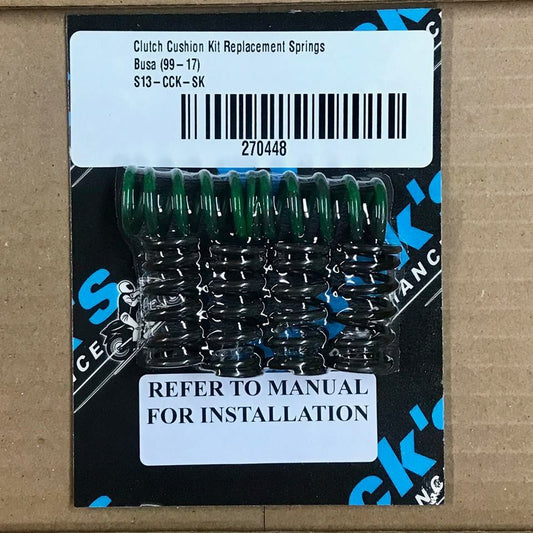 Clutch Cushion Kit Replacement Springs
Busa (99-17)
S13-CCK-SK
270448
REFER TO MANUAL
FOR INSTALLATION